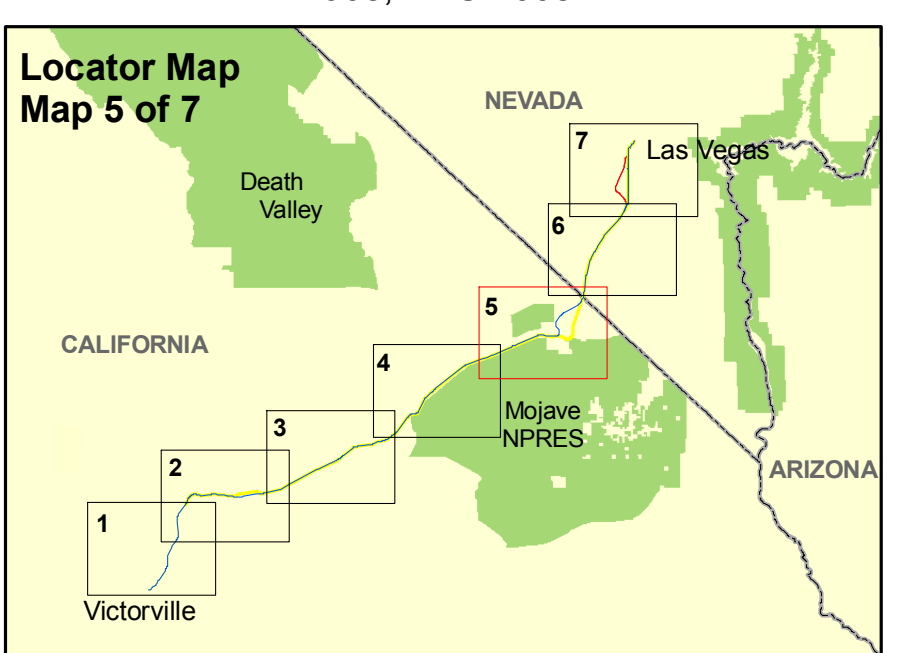 Locator Map
Map 5 of 7
NEVADA
7
Las Vegas
Death
Valley
6
5
CALIFORNIA
4
Mojave
NPRES
3
ARIZONA
2
1
Victorville